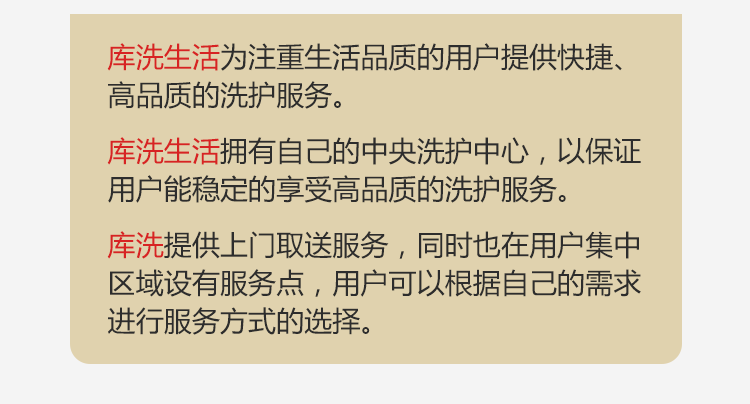 库洗生活为注重生活品质的用户提供快捷、
高品质的洗护服务。
库洗生活拥有自己的中央洗护中心，以保证
用户能稳定的享受高品质的洗护服务。
库洗提供上门取送服务，同时也在用户集中
区域设有服务点，用户可以根据自己的需求
进行服务方式的选择。